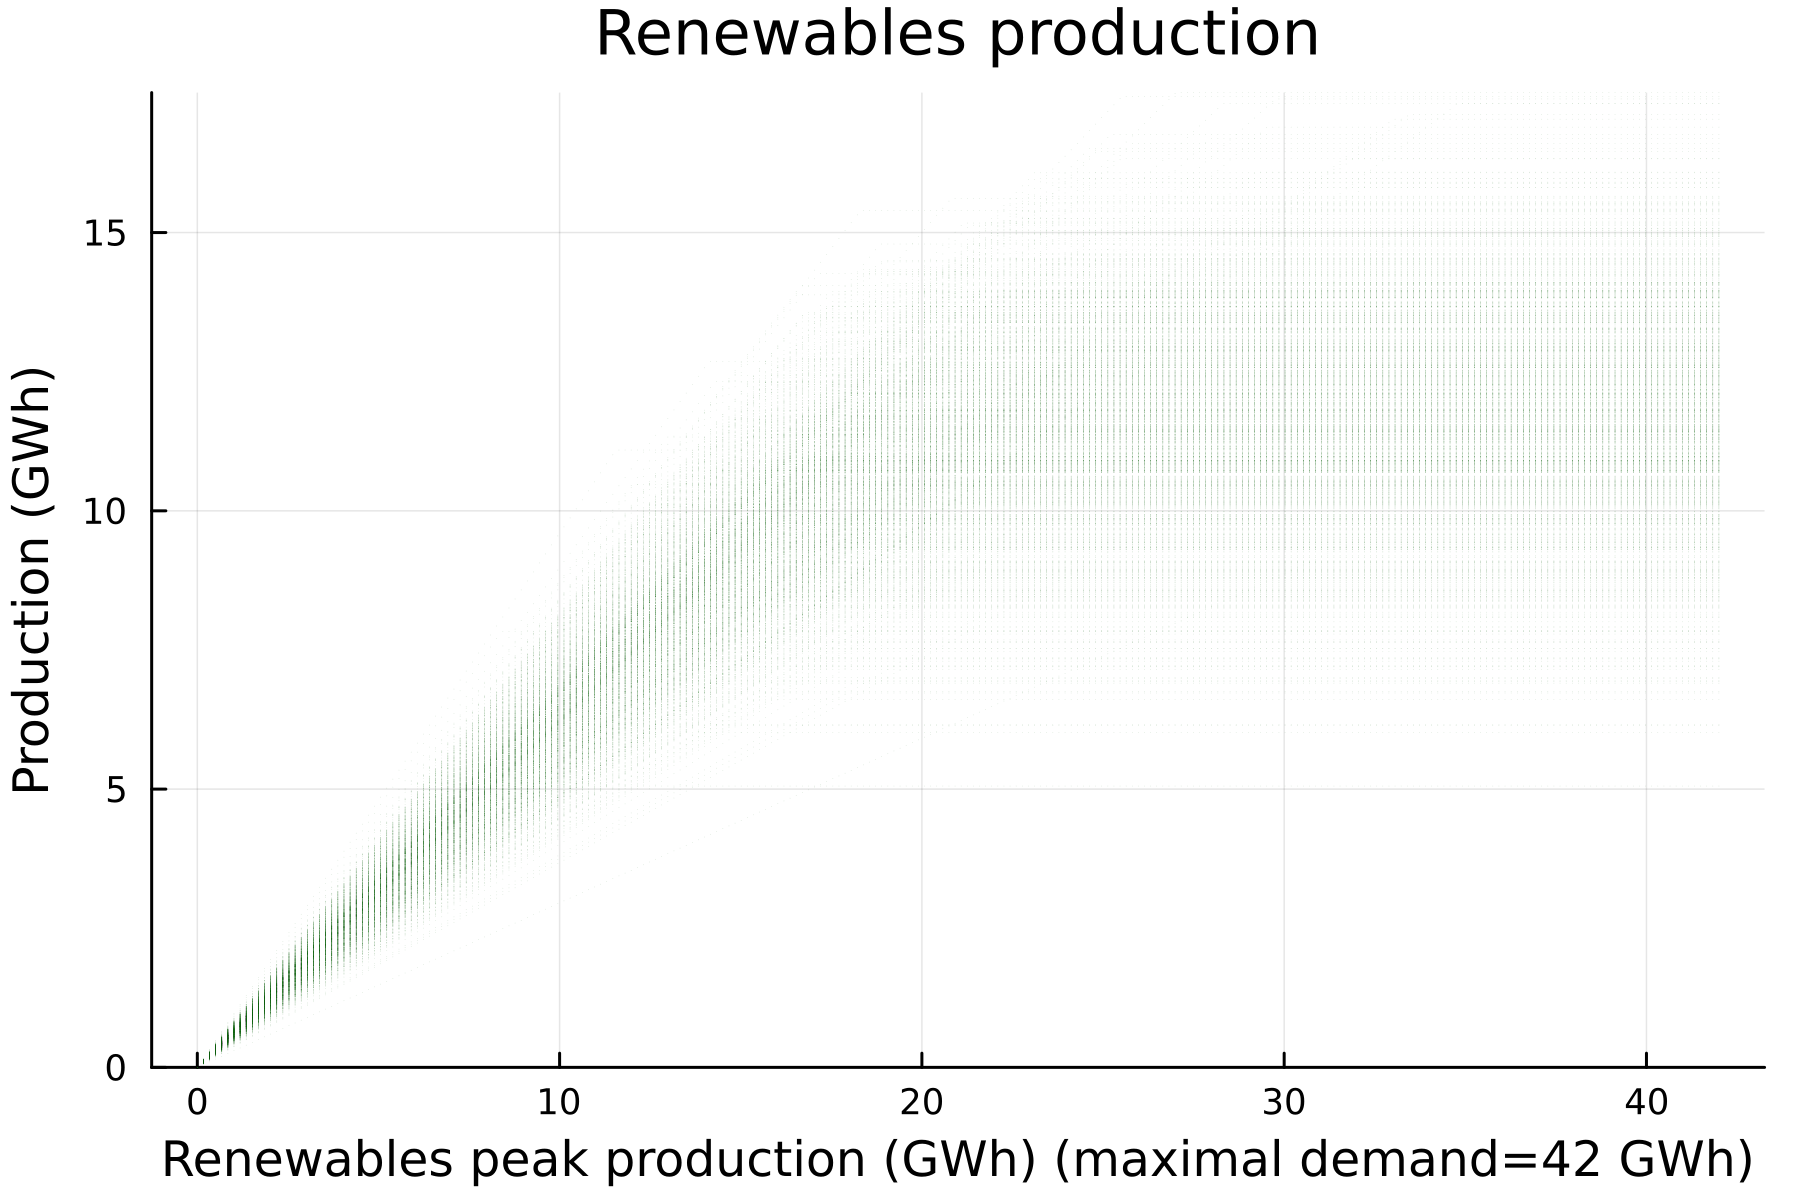 Renewables production
Production (GWh)
15
10
5
0
0 10 20 30 40
Renewables peak production (GWh) (maximal demand=42 GWh)